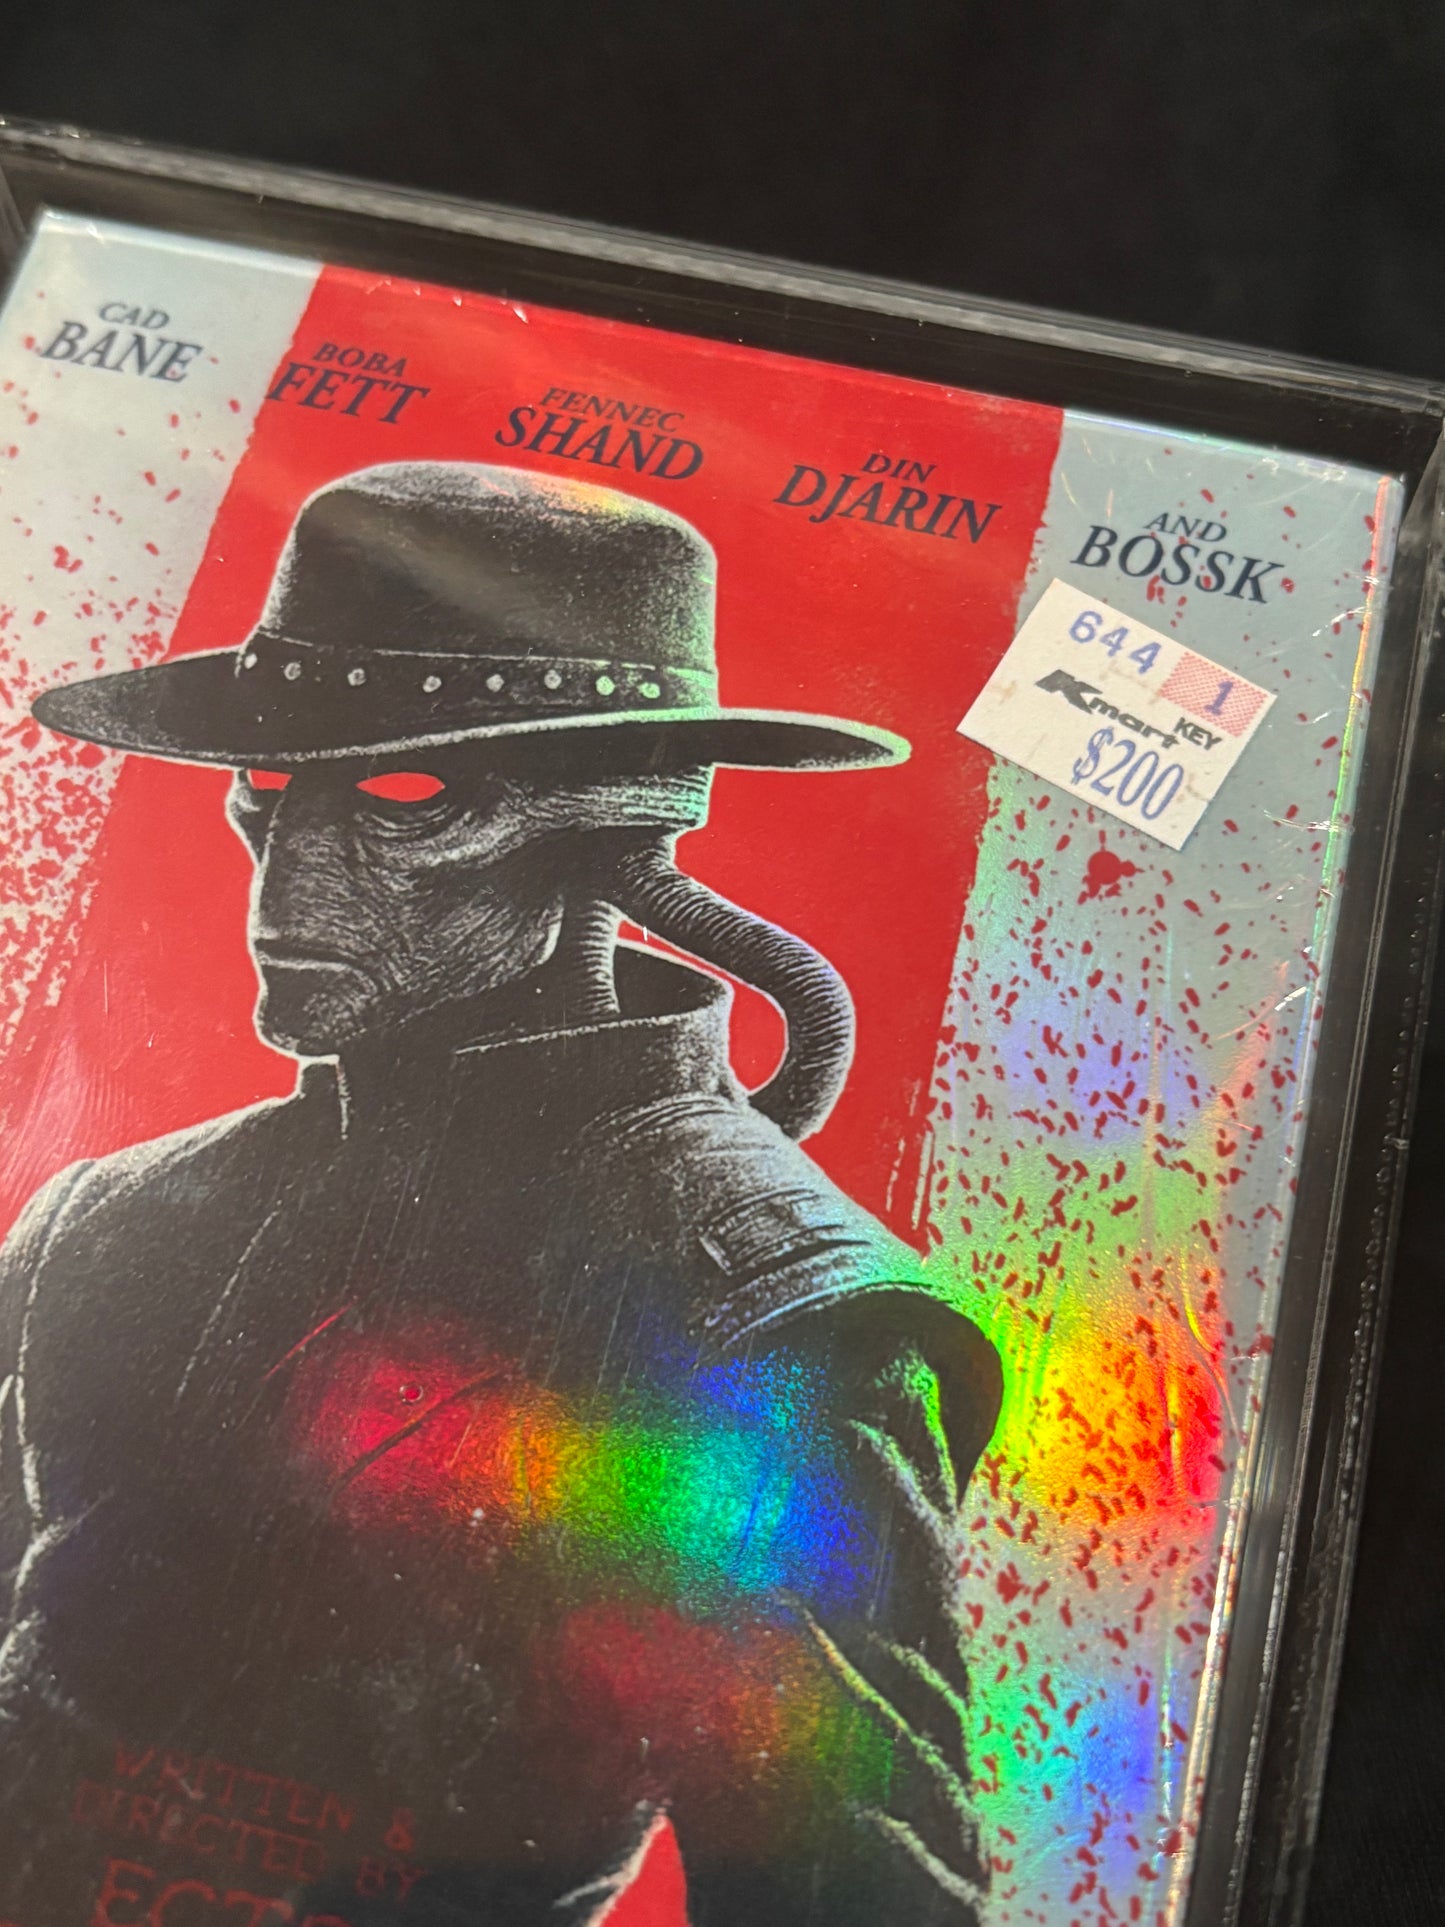 CAD
BANE
BOBA
FETT
FENNEC
SHAND
DIN
DJARIN
AND
BOSSK
644 1
Kmart KEY
$200
WRITTEN &
DIRECTED BY